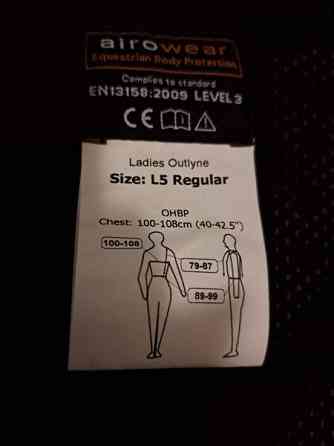 airowear
Equestrian Body Protection
Complies to standard
EN13158:2009 LEVEL 3
CE
Ladies Outlyne
Size: L5 Regular
OHBP
Chest: 100-108cm (40-42.5")
100-108
79-87
89-99